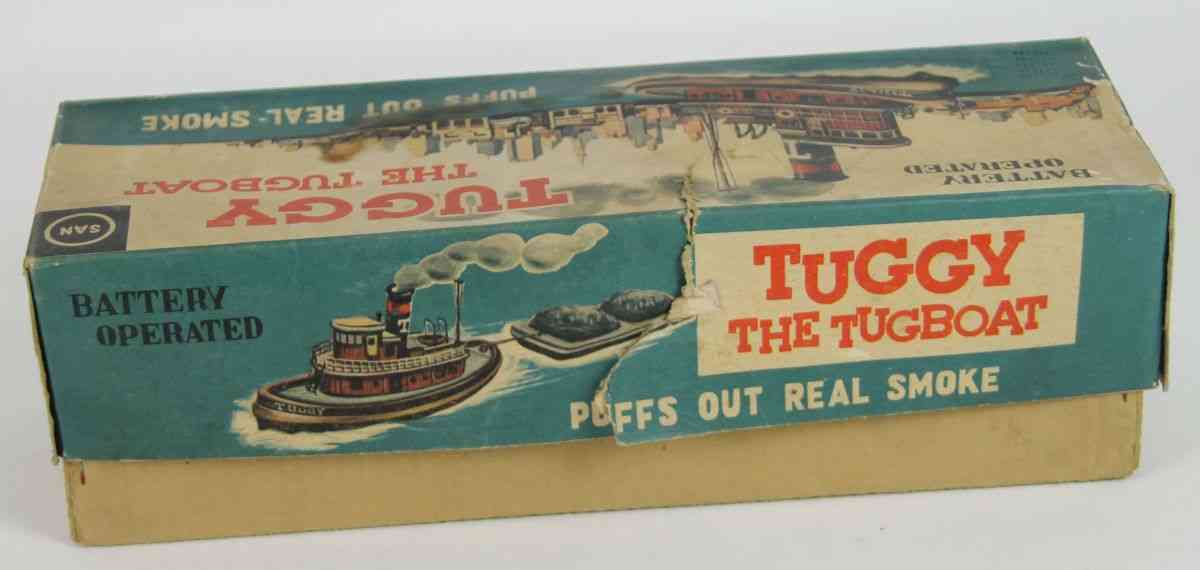 PUFFS OUT REAL SMOKE
TUGGY
THE TUGBOAT
BATTERY
OPERATED
SAN
BATTERY
OPERATED
TUGGY
TUGGY
THE TUGBOAT
PUFFS OUT REAL SMOKE